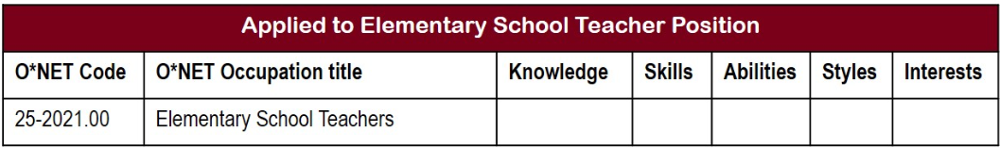 Applied to Elementary School Teacher Position
O*NET Code O*NET Occupation title Knowledge Skills Abilities Styles Interests
25-2021.00 Elementary School Teachers